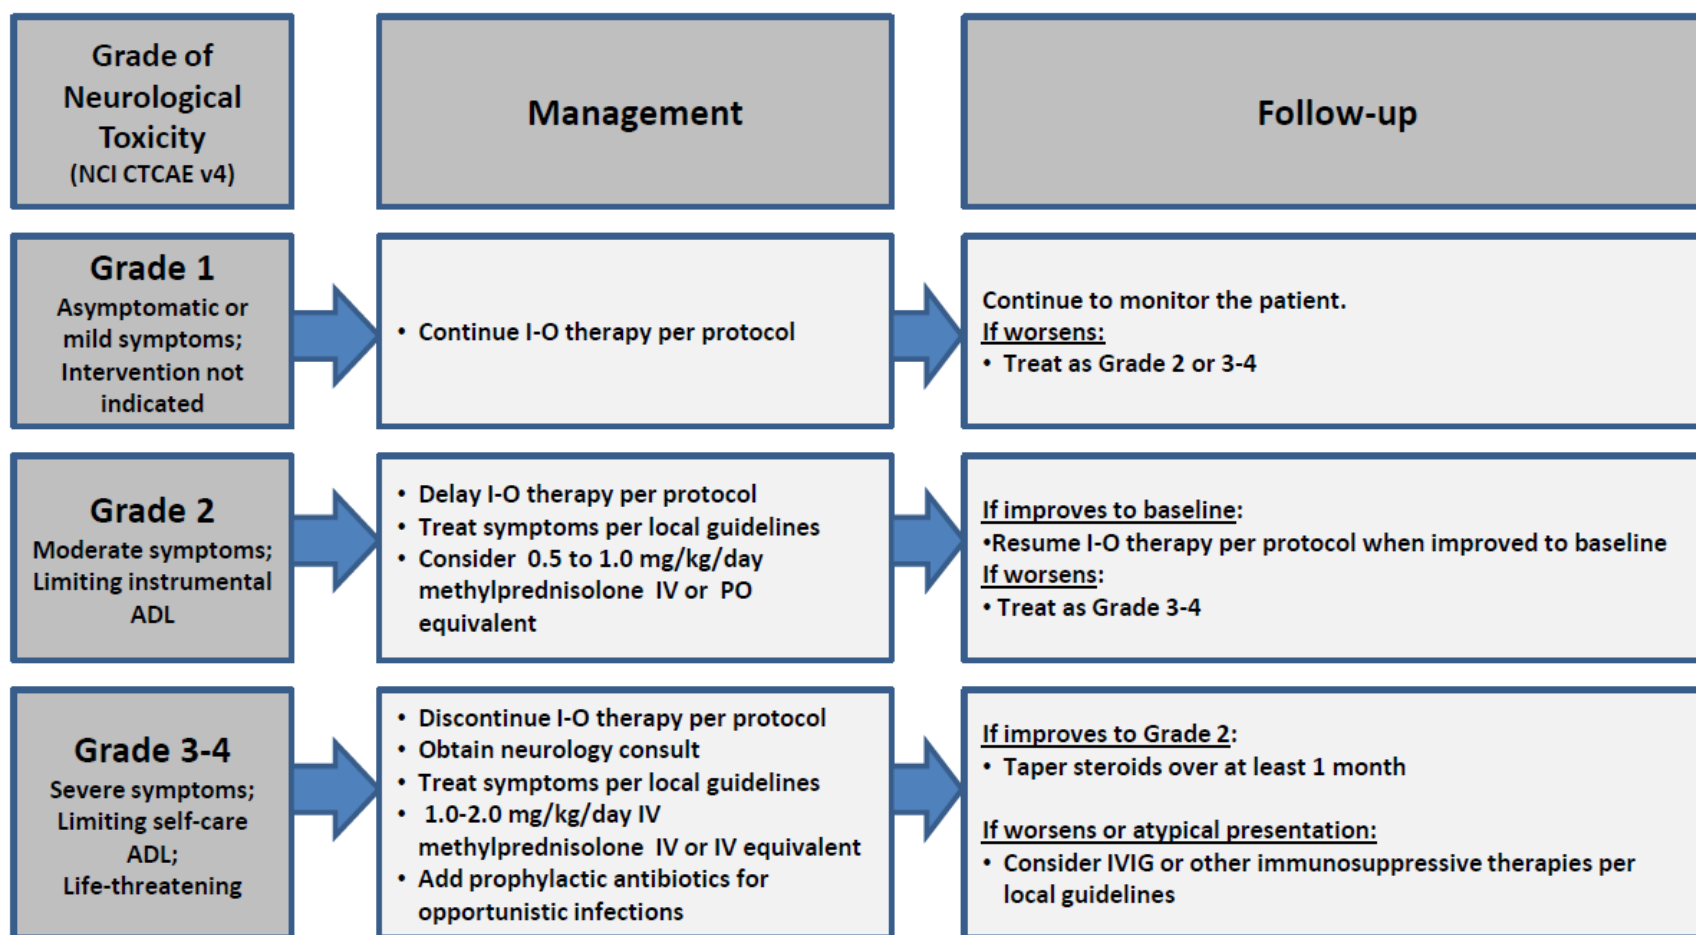 Grade of
Neurological
Toxicity
(NCI CTCAE v4)
Management
Follow-up
Grade 1
Asymptomatic or
mild symptoms;
Intervention not
indicated
• Continue I-O therapy per protocol
Continue to monitor the patient.
If worsens:
• Treat as Grade 2 or 3-4
Grade 2
Moderate symptoms;
Limiting instrumental
ADL
• Delay I-O therapy per protocol
• Treat symptoms per local guidelines
• Consider 0.5 to 1.0 mg/kg/day
methylprednisolone IV or PO
equivalent
If improves to baseline:
•Resume I-O therapy per protocol when improved to baseline
If worsens:
• Treat as Grade 3-4
Grade 3-4
Severe symptoms;
Limiting self-care
ADL;
Life-threatening
• Discontinue I-O therapy per protocol
• Obtain neurology consult
• Treat symptoms per local guidelines
• 1.0-2.0 mg/kg/day IV
methylprednisolone IV or IV equivalent
• Add prophylactic antibiotics for
opportunistic infections
If improves to Grade 2:
• Taper steroids over at least 1 month
If worsens or atypical presentation:
• Consider IVIG or other immunosuppressive therapies per
local guidelines